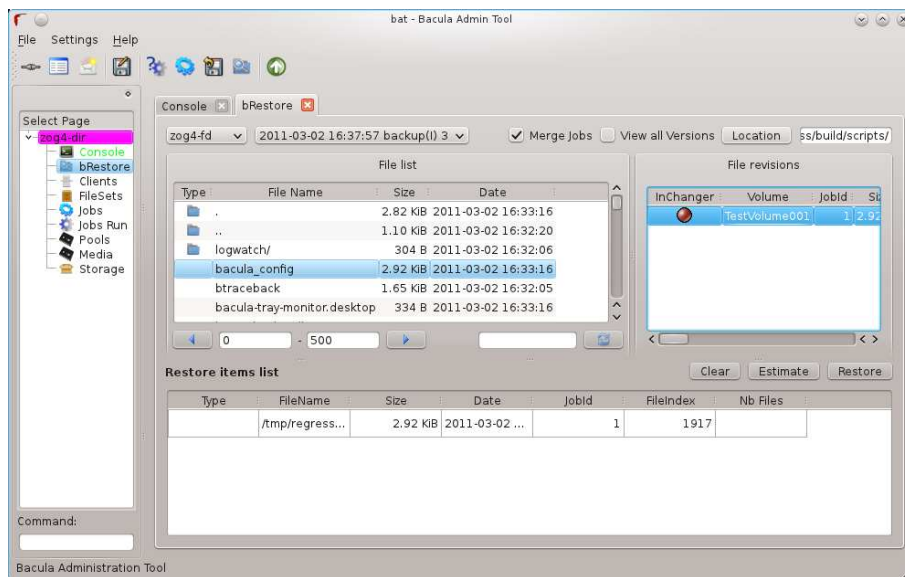 bat - Bacula Admin Tool
File Settings Help
Console bRestore
Select Page
zog4-dir
Console
bRestore
Clients
FileSets
Jobs
Jobs Run
Pools
Media
Storage
zog4-fd 2011-03-02 16:37:57 backup(I) 3 Merge Jobs View all Versions Location ss/build/scripts/
File list
Type File Name Size Date
. 2.82 KiB 2011-03-02 16:33:16
.. 1.10 KiB 2011-03-02 16:32:20
logwatch/ 304 B 2011-03-02 16:32:06
bacula_config 2.92 KiB 2011-03-02 16:33:16
btraceback 1.65 KiB 2011-03-02 16:32:05
bacula-tray-monitor.desktop 334 B 2011-03-02 16:33:16
0 - 500
File revisions
InChanger Volume JobId Si
TestVolume001 1 2.92
Restore items list Clear Estimate Restore
Type FileName Size Date JobId FileIndex Nb Files
/tmp/regress... 2.92 KiB 2011-03-02 ... 1 1917
Command:
Bacula Administration Tool